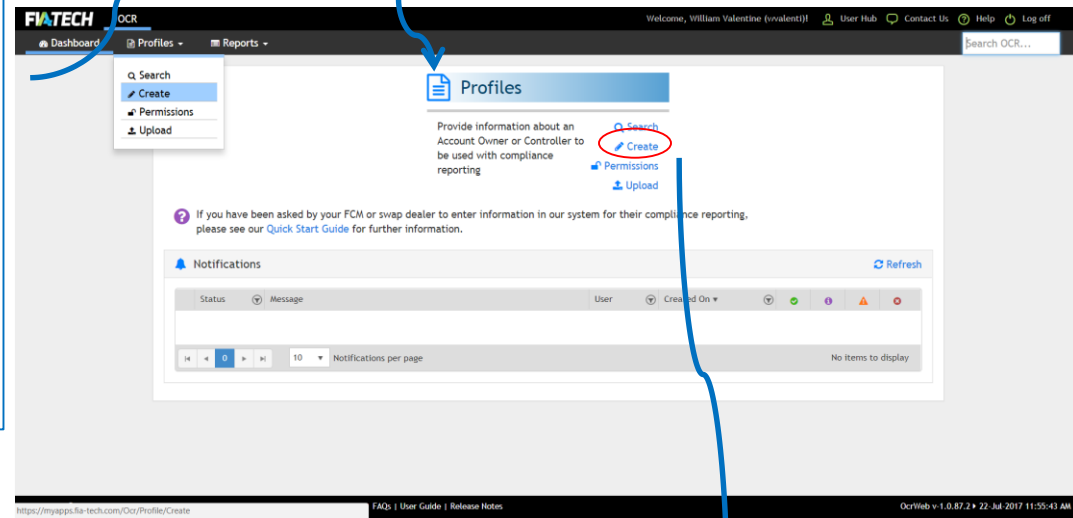 FIATECH OCR Welcome, William Valentine (vvalenti)! User Hub Contact Us Help Log off
Dashboard Profiles Reports Search OCR...
Search
Create
Permissions
Upload
Profiles
Provide information about an
Account Owner or Controller to
be used with compliance
reporting
Search
Create
Permissions
Upload
If you have been asked by your FCM or swap dealer to enter information in our system for their compliance reporting,
please see our Quick Start Guide for further information.
Notifications Refresh
Status Message User Created On
0 10 Notifications per page No items to display
https://myapps.fia-tech.com/Ocr/Profile/Create FAQs | User Guide | Release Notes OcrWeb v-1.0.87.2 ▸ 22-Jul-2017 11:55:43 AM